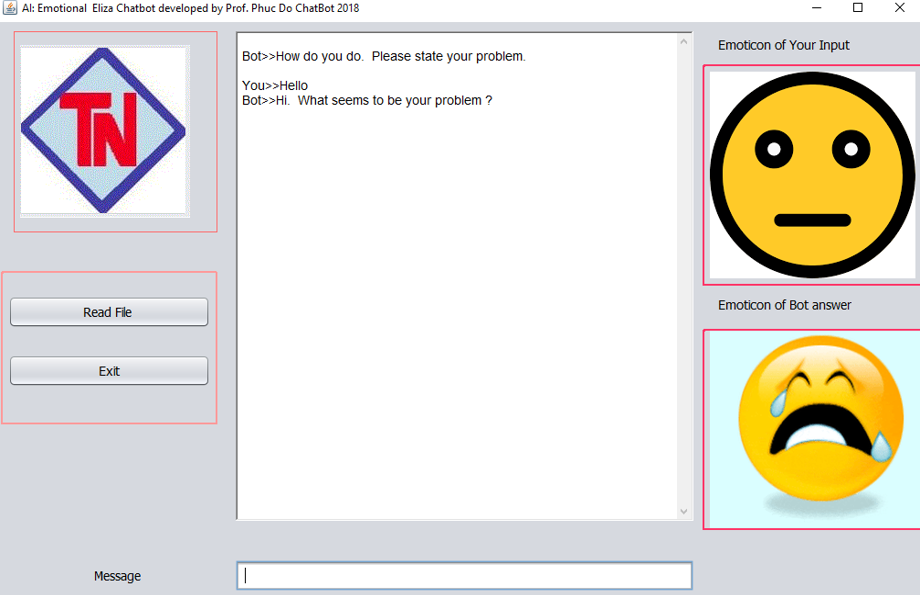 AI: Emotional  Eliza Chatbot developed by Prof. Phuc Do ChatBot 2018
TN
Read File
Exit
Bot>>How do you do.  Please state your problem.
You>>Hello
Bot>>Hi.  What seems to be your problem ?
Emoticon of Your Input
Emoticon of Bot answer
Message